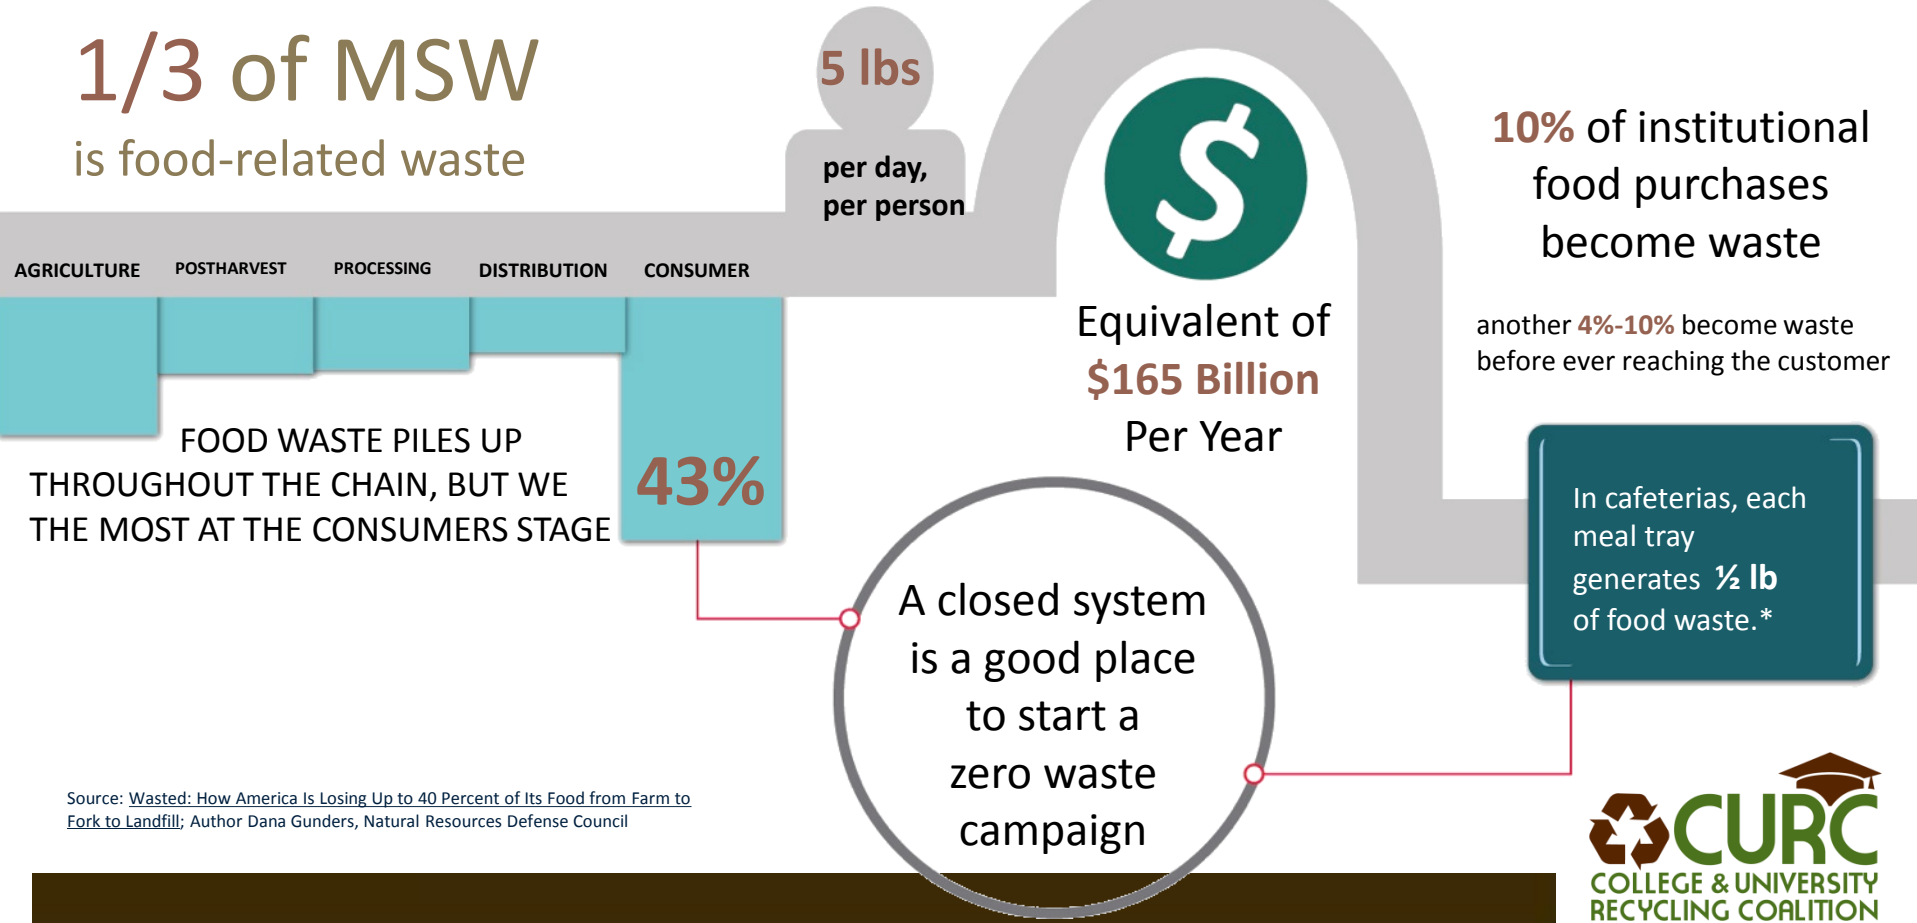 1/3 of MSW
is food-related waste
5 lbs
per day,
per person
AGRICULTURE
POSTHARVEST
PROCESSING
DISTRIBUTION
CONSUMER
FOOD WASTE PILES UP
THROUGHOUT THE CHAIN, BUT WE
THE MOST AT THE CONSUMERS STAGE
43%
$
Equivalent of
$165 Billion
Per Year
10% of institutional
food purchases
become waste
another 4%-10% become waste
before ever reaching the customer
In cafeterias, each
meal tray
generates ½ lb
of food waste.*
A closed system
is a good place
to start a
zero waste
campaign
Source: Wasted: How America Is Losing Up to 40 Percent of Its Food from Farm to
Fork to Landfill; Author Dana Gunders, Natural Resources Defense Council
CURC
COLLEGE & UNIVERSITY
RECYCLING COALITION